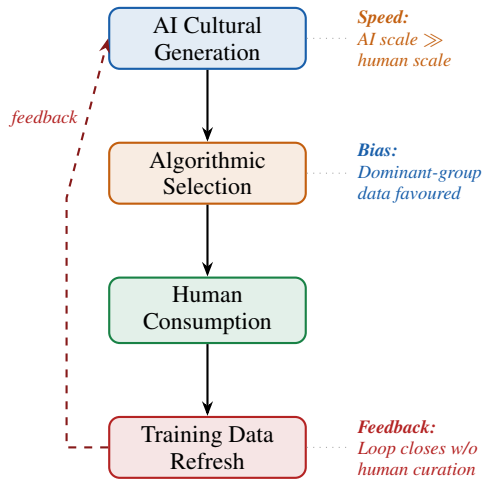 AI Cultural
Generation
Speed:
AI scale ≫
human scale
feedback
Algorithmic
Selection
Bias:
Dominant-group
data favoured
Human
Consumption
Training Data
Refresh
Feedback:
Loop closes w/o
human curation